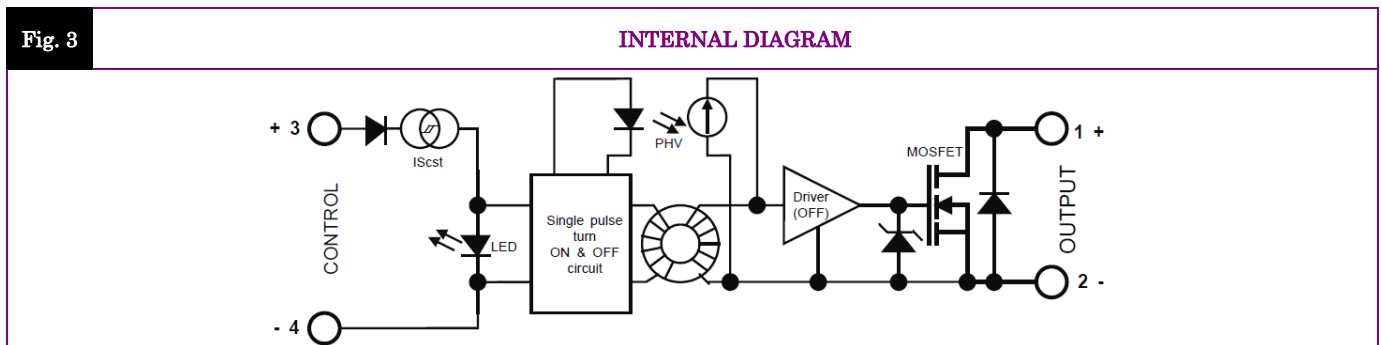 Fig. 3
INTERNAL DIAGRAM
+ 3
IScst
PHV
MOSFET
1 +
CONTROL
LED
Single pulse
turn
ON & OFF
circuit
Driver
(OFF)
OUTPUT
2 -
- 4